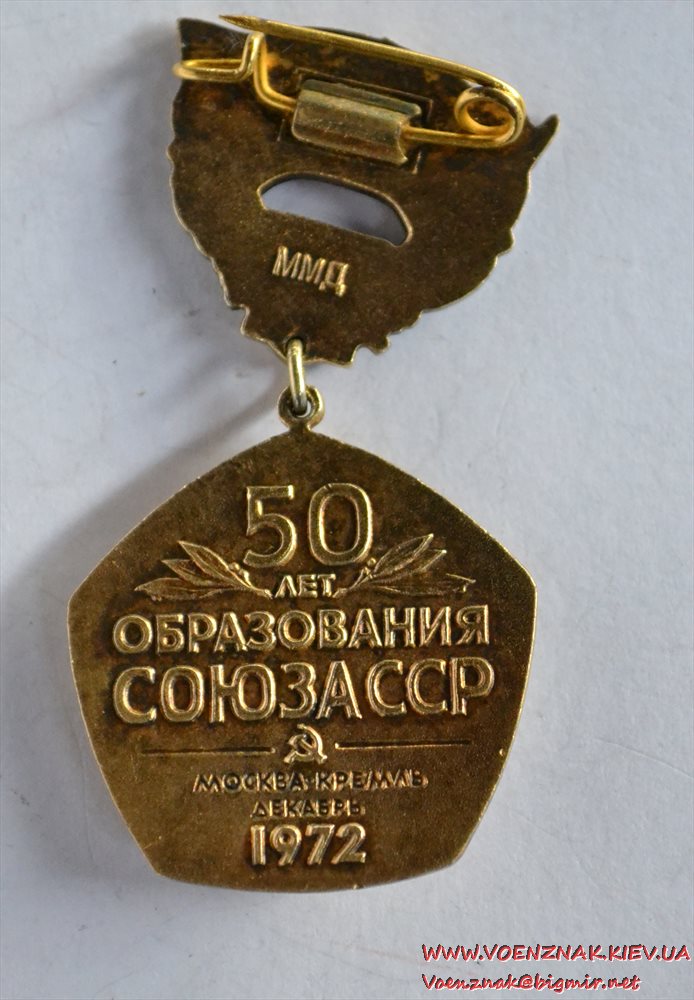 ММД
50
ЛЕТ
ОБРАЗОВАНИЯ
СОЮЗА ССР
МОСКВА·КРЕМЛЬ
ДЕКАБРЬ
1972
WWW.VOENZNAK.KIEV.UA
Voenznak@bigmir.net